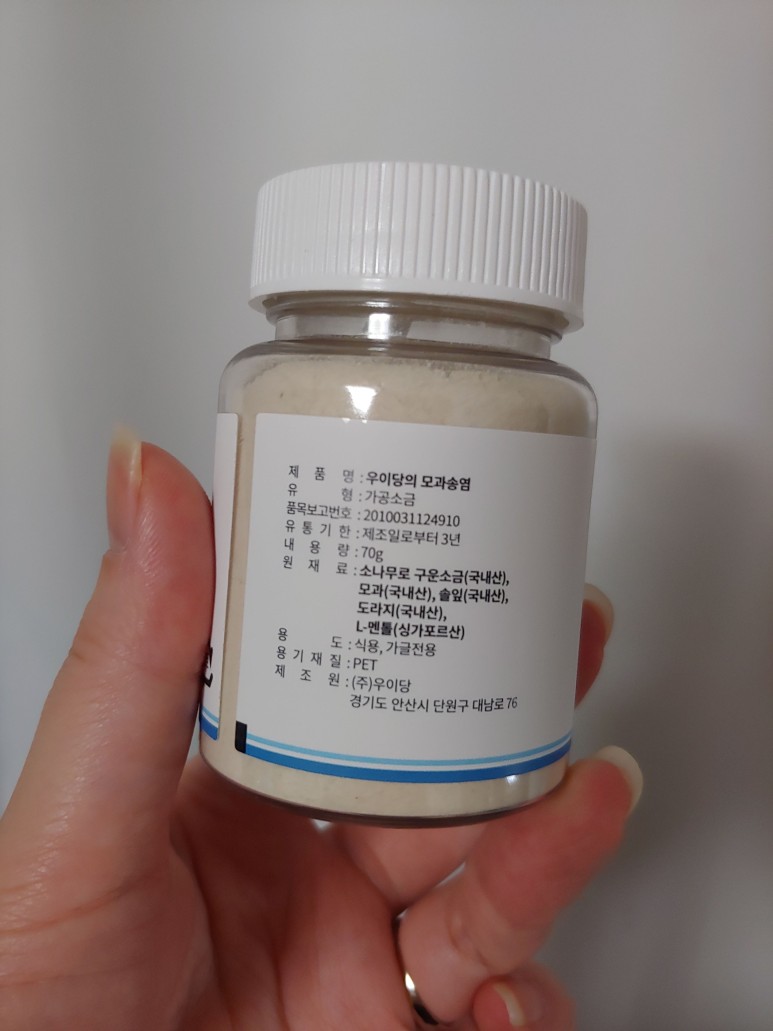 제 품 명 : 우이당의 모과송염
유 형 : 가공소금
품목보고번호 : 2010031124910
유 통 기 한 : 제조일로부터 3년
내 용 량 : 70g
원 재 료 : 소나무로 구운소금(국내산),
모과(국내산), 솔잎(국내산),
도라지(국내산),
L-멘톨(싱가포르산)
용 도 : 식용, 가글전용
용 기 재 질 : PET
제 조 원 : (주)우이당
경기도 안산시 단원구 대남로 76